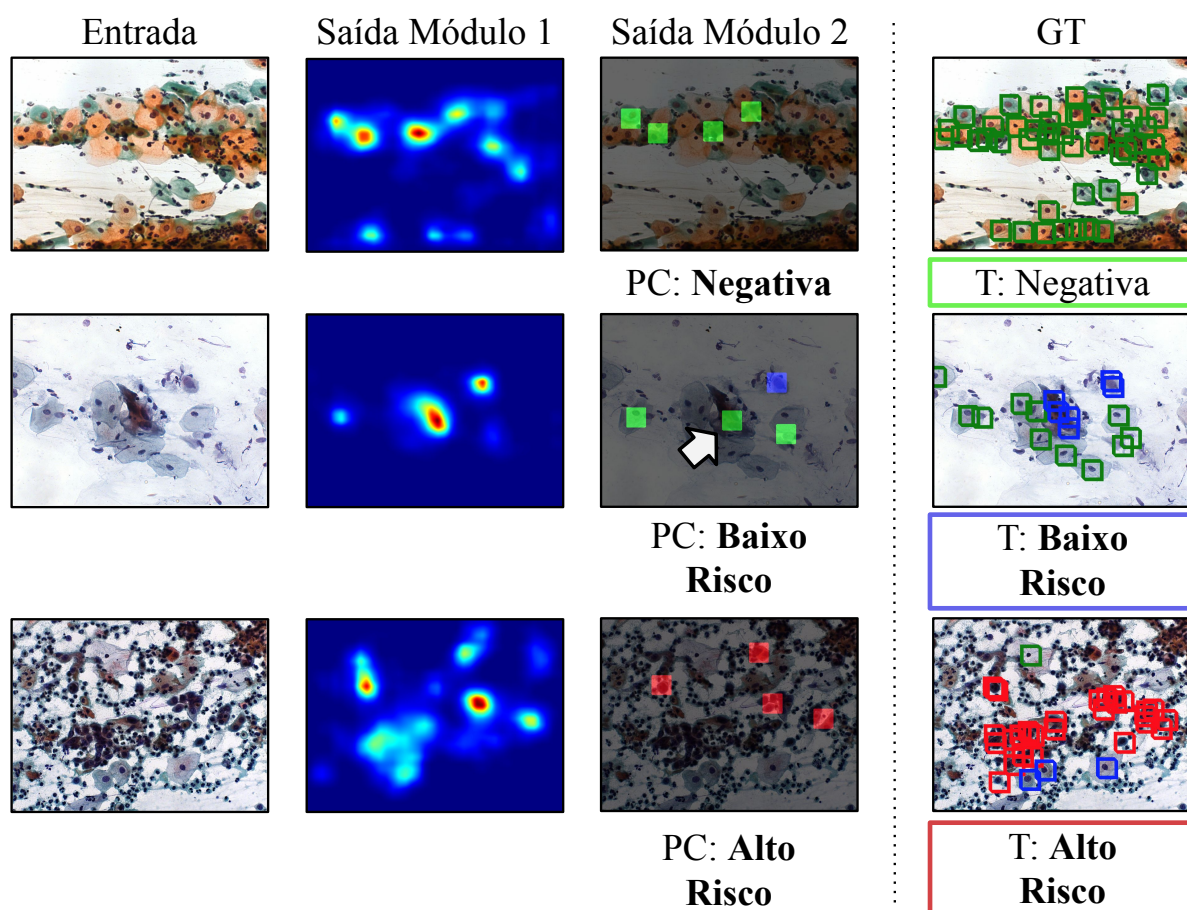 Entrada
Saída Módulo 1
Saída Módulo 2
GT
PC: Negativa
T: Negativa
PC: Baixo
Risco
T: Baixo
Risco
PC: Alto
Risco
T: Alto
Risco